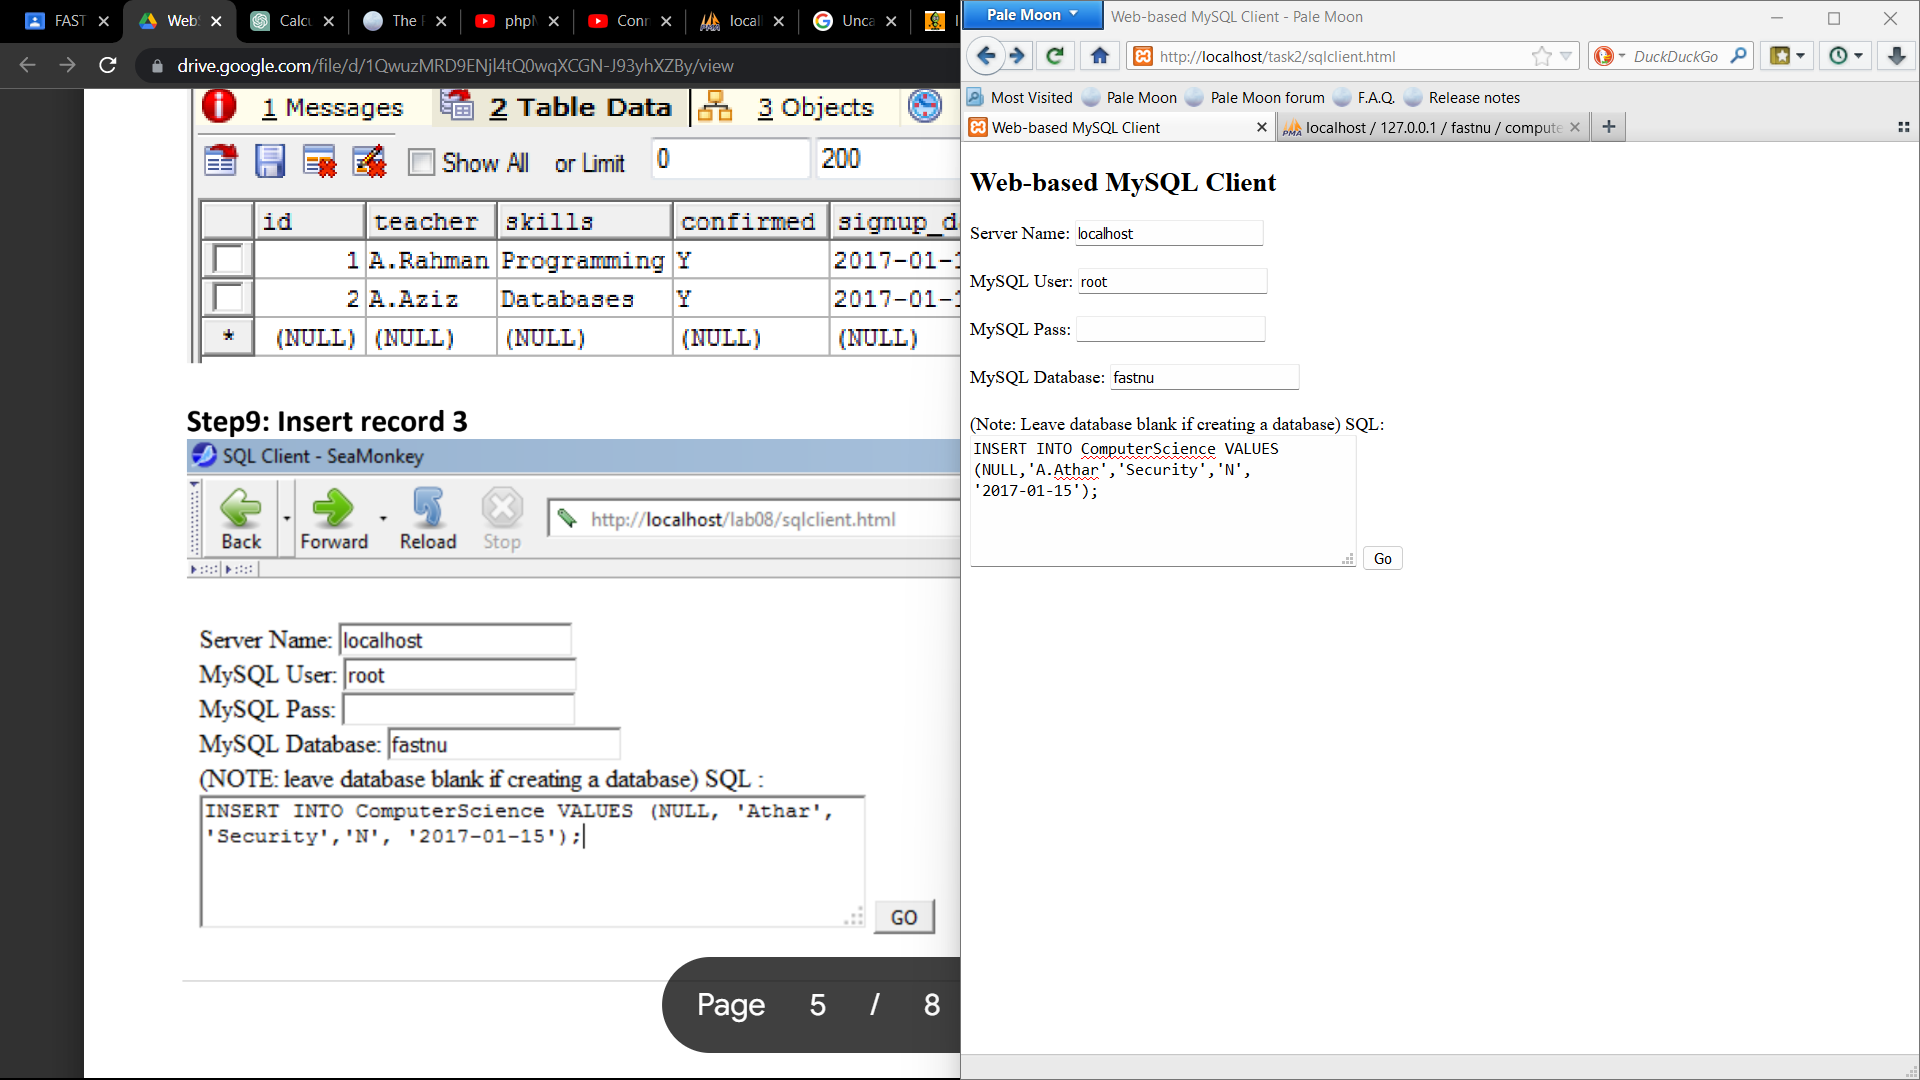 FAST
Web
Calcu
The F
phpM
Conn
locall
Unca
drive.google.com/file/d/1QwuzMRD9ENjl4tQ0wqXCGN-J93yhXZBy/view
1 Messages
2 Table Data
3 Objects
Show All or Limit 0 200
id teacher skills confirmed signup_d
1 A.Rahman Programming Y 2017-01-1
2 A.Aziz Databases Y 2017-01-1
* (NULL) (NULL) (NULL) (NULL) (NULL)
Step9: Insert record 3
SQL Client - SeaMonkey
Back Forward Reload Stop http://localhost/lab08/sqlclient.html
Server Name: localhost
MySQL User: root
MySQL Pass:
MySQL Database: fastnu
(NOTE: leave database blank if creating a database) SQL :
INSERT INTO ComputerScience VALUES (NULL, 'Athar',
'Security','N', '2017-01-15');
GO
Page 5 / 8
Pale Moon Web-based MySQL Client - Pale Moon
http://localhost/task2/sqlclient.html DuckDuckGo
Most Visited Pale Moon Pale Moon forum F.A.Q. Release notes
Web-based MySQL Client
PMA localhost / 127.0.0.1 / fastnu / compute
Web-based MySQL Client
Server Name: localhost
MySQL User: root
MySQL Pass:
MySQL Database: fastnu
(Note: Leave database blank if creating a database) SQL:
INSERT INTO ComputerScience VALUES
(NULL,'A.Athar','Security','N',
'2017-01-15');
Go